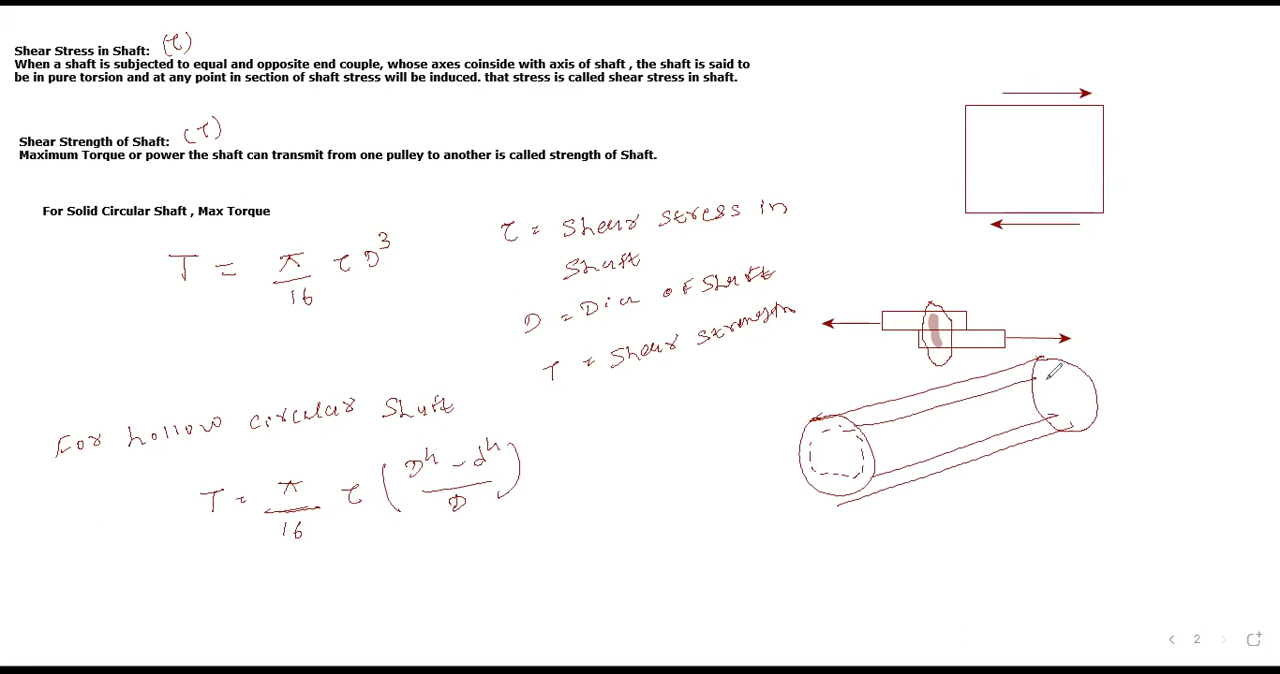 Shear Stress in Shaft: (τ)
When a shaft is subjected to equal and opposite end couple, whose axes coinside with axis of shaft , the shaft is said to
be in pure torsion and at any point in section of shaft stress will be induced. that stress is called shear stress in shaft.
Shear Strength of Shaft: (T)
Maximum Torque or power the shaft can transmit from one pulley to another is called strength of Shaft.
For Solid Circular Shaft , Max Torque
T = π/16 τ D³
τ = Shear stress in
Shaft
D = Dia of Shaft
T = Shear strength
For hollow circular Shaft
T = π/16 τ (D⁴ - d⁴ / D)
2